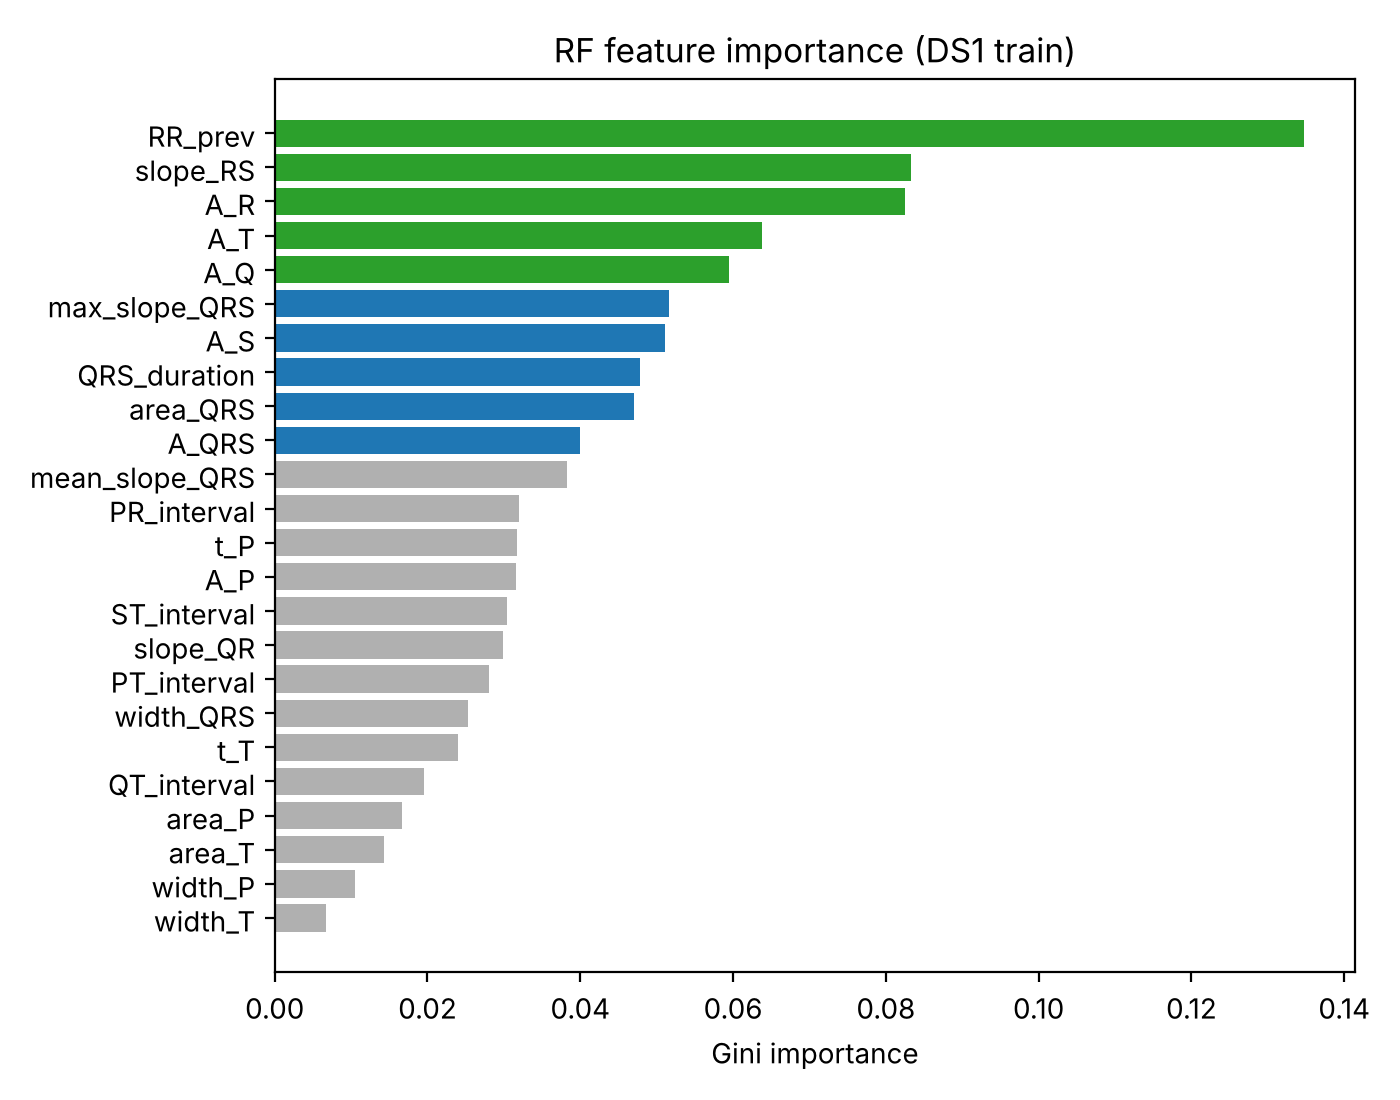 RF feature importance (DS1 train)
RR_prev
slope_RS
A_R
A_T
A_Q
max_slope_QRS
A_S
QRS_duration
area_QRS
A_QRS
mean_slope_QRS
PR_interval
t_P
A_P
ST_interval
slope_QR
PT_interval
width_QRS
t_T
QT_interval
area_P
area_T
width_P
width_T
0.00 0.02 0.04 0.06 0.08 0.10 0.12 0.14
Gini importance